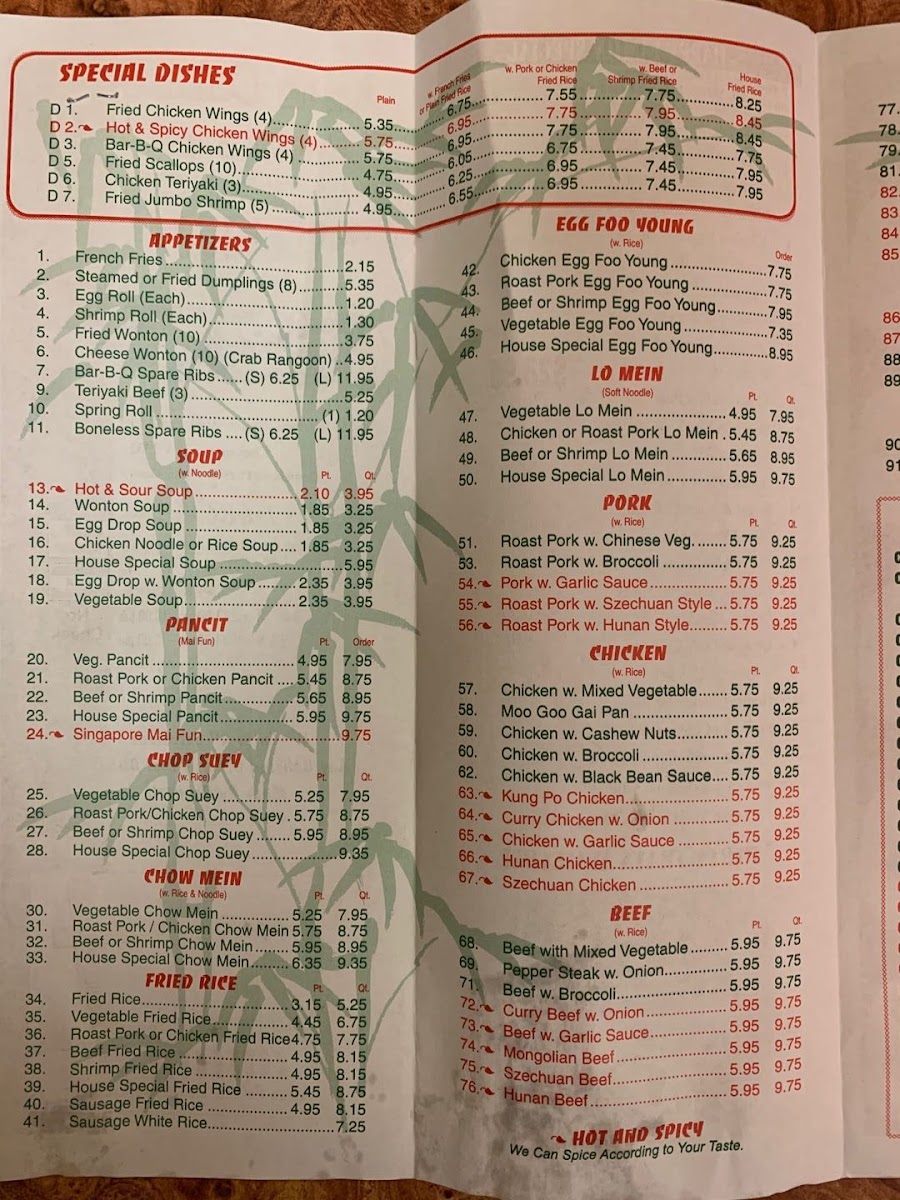 SPECIAL DISHES
Plain
w. French Fries or Plain Fried Rice
w. Pork or Chicken Fried Rice
w. Beef or Shrimp Fried Rice
House Fried Rice
D 1. Fried Chicken Wings (4) 5.35 6.75 7.55 7.75 8.25
D 2. Hot & Spicy Chicken Wings (4) 5.75 6.95 7.75 7.95 8.45
D 3. Bar-B-Q Chicken Wings (4) 5.75 6.95 7.75 7.95 8.45
D 5. Fried Scallops (10) 4.75 6.05 6.75 7.45 7.75
D 6. Chicken Teriyaki (3) 4.95 6.25 6.95 7.45 7.95
D 7. Fried Jumbo Shrimp (5) 4.95 6.55 6.95 7.45 7.95
APPETIZERS
1. French Fries 2.15
2. Steamed or Fried Dumplings (8) 5.35
3. Egg Roll (Each) 1.20
4. Shrimp Roll (Each) 1.30
5. Fried Wonton (10) 3.75
6. Cheese Wonton (10) (Crab Rangoon) 4.95
7. Bar-B-Q Spare Ribs (S) 6.25 (L) 11.95
9. Teriyaki Beef (3) 5.25
10. Spring Roll (1) 1.20
11. Boneless Spare Ribs (S) 6.25 (L) 11.95
SOUP
(w. Noodle) Pt. Qt.
13. Hot & Sour Soup 2.10 3.95
14. Wonton Soup 1.85 3.25
15. Egg Drop Soup 1.85 3.25
16. Chicken Noodle or Rice Soup 1.85 3.25
17. House Special Soup 5.95
18. Egg Drop w. Wonton Soup 2.35 3.95
19. Vegetable Soup 2.35 3.95
PANCIT
(Mai Fun) Pt. Order
20. Veg. Pancit 4.95 7.95
21. Roast Pork or Chicken Pancit 5.45 8.75
22. Beef or Shrimp Pancit 5.65 8.95
23. House Special Pancit 5.95 9.75
24. Singapore Mai Fun 9.75
CHOP SUEY
(w. Rice) Pt. Qt.
25. Vegetable Chop Suey 5.25 7.95
26. Roast Pork/Chicken Chop Suey 5.75 8.75
27. Beef or Shrimp Chop Suey 5.95 8.95
28. House Special Chop Suey 9.35
CHOW MEIN
(w. Rice & Noodle) Pt. Qt.
30. Vegetable Chow Mein 5.25 7.95
31. Roast Pork / Chicken Chow Mein 5.75 8.75
32. Beef or Shrimp Chow Mein 5.95 8.95
33. House Special Chow Mein 6.35 9.35
FRIED RICE
Pt. Qt.
34. Fried Rice 3.15 5.25
35. Vegetable Fried Rice 4.45 6.75
36. Roast Pork or Chicken Fried Rice 4.75 7.75
37. Beef Fried Rice 4.95 8.15
38. Shrimp Fried Rice 4.95 8.15
39. House Special Fried Rice 5.45 8.75
40. Sausage Fried Rice 4.95 8.15
41. Sausage White Rice 7.25
EGG FOO YOUNG
(w. Rice) Order
42. Chicken Egg Foo Young 7.75
43. Roast Pork Egg Foo Young 7.75
44. Beef or Shrimp Egg Foo Young 7.95
45. Vegetable Egg Foo Young 7.35
46. House Special Egg Foo Young 8.95
LO MEIN
(Soft Noodle) Pt. Qt.
47. Vegetable Lo Mein 4.95 7.95
48. Chicken or Roast Pork Lo Mein 5.45 8.75
49. Beef or Shrimp Lo Mein 5.65 8.95
50. House Special Lo Mein 5.95 9.75
PORK
(w. Rice) Pt. Qt.
51. Roast Pork w. Chinese Veg. 5.75 9.25
53. Roast Pork w. Broccoli 5.75 9.25
54. Pork w. Garlic Sauce 5.75 9.25
55. Roast Pork w. Szechuan Style 5.75 9.25
56. Roast Pork w. Hunan Style 5.75 9.25
CHICKEN
(w. Rice) Pt. Qt.
57. Chicken w. Mixed Vegetable 5.75 9.25
58. Moo Goo Gai Pan 5.75 9.25
59. Chicken w. Cashew Nuts 5.75 9.25
60. Chicken w. Broccoli 5.75 9.25
62. Chicken w. Black Bean Sauce 5.75 9.25
63. Kung Po Chicken 5.75 9.25
64. Curry Chicken w. Onion 5.75 9.25
65. Chicken w. Garlic Sauce 5.75 9.25
66. Hunan Chicken 5.75 9.25
67. Szechuan Chicken 5.75 9.25
BEEF
(w. Rice) Pt. Qt.
68. Beef with Mixed Vegetable 5.95 9.75
69. Pepper Steak w. Onion 5.95 9.75
71. Beef w. Broccoli 5.95 9.75
72. Curry Beef w. Onion 5.95 9.75
73. Beef w. Garlic Sauce 5.95 9.75
74. Mongolian Beef 5.95 9.75
75. Szechuan Beef 5.95 9.75
76. Hunan Beef 5.95 9.75
HOT AND SPICY
We Can Spice According to Your Taste.
77.
78.
79.
81.
82.
83
84
85
86
87
88
89
90
91